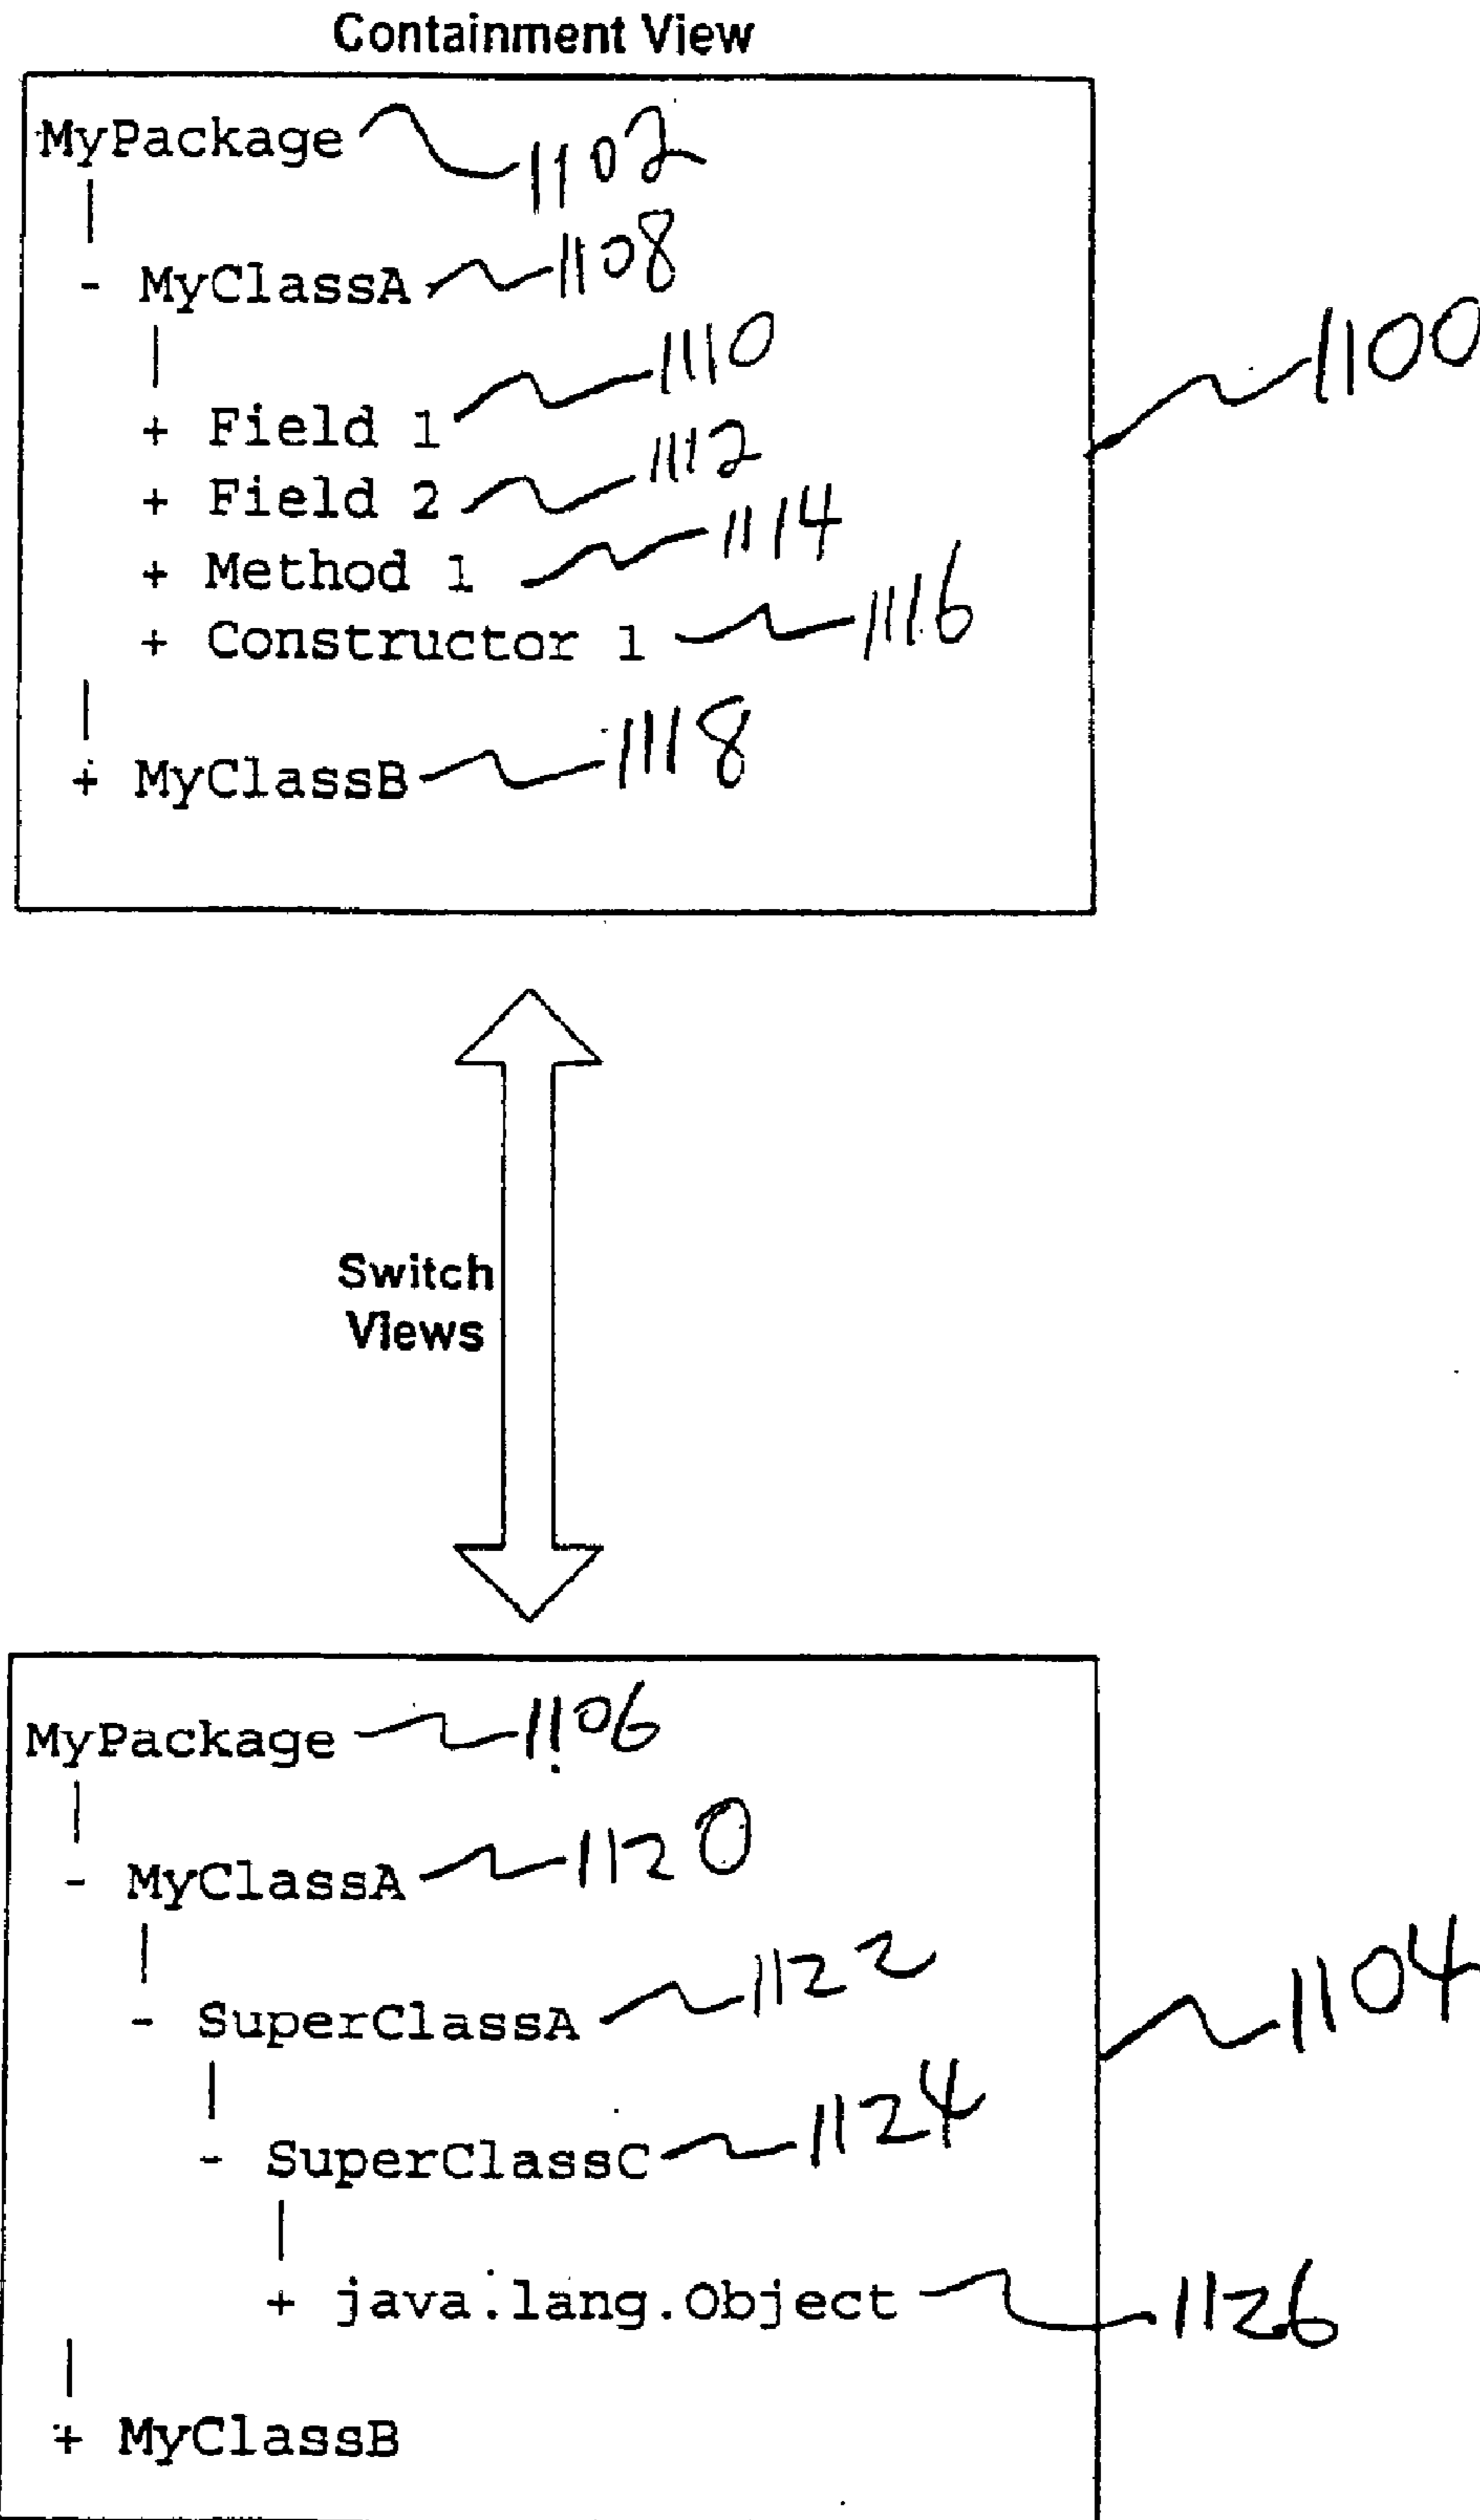 Containment View
MyPackage 1102
- MyClassA 1108
1100
+ Field 1 1110
+ Field 2 1112
+ Method 1 1114
+ Constructor 1 1116
+ MyClassB 1118
Switch
Views
MyPackage 1106
- MyClassA 1120
- SuperClassA 1122
1104
- SuperClassC 1124
+ java.lang.Object 1126
+ MyClassB